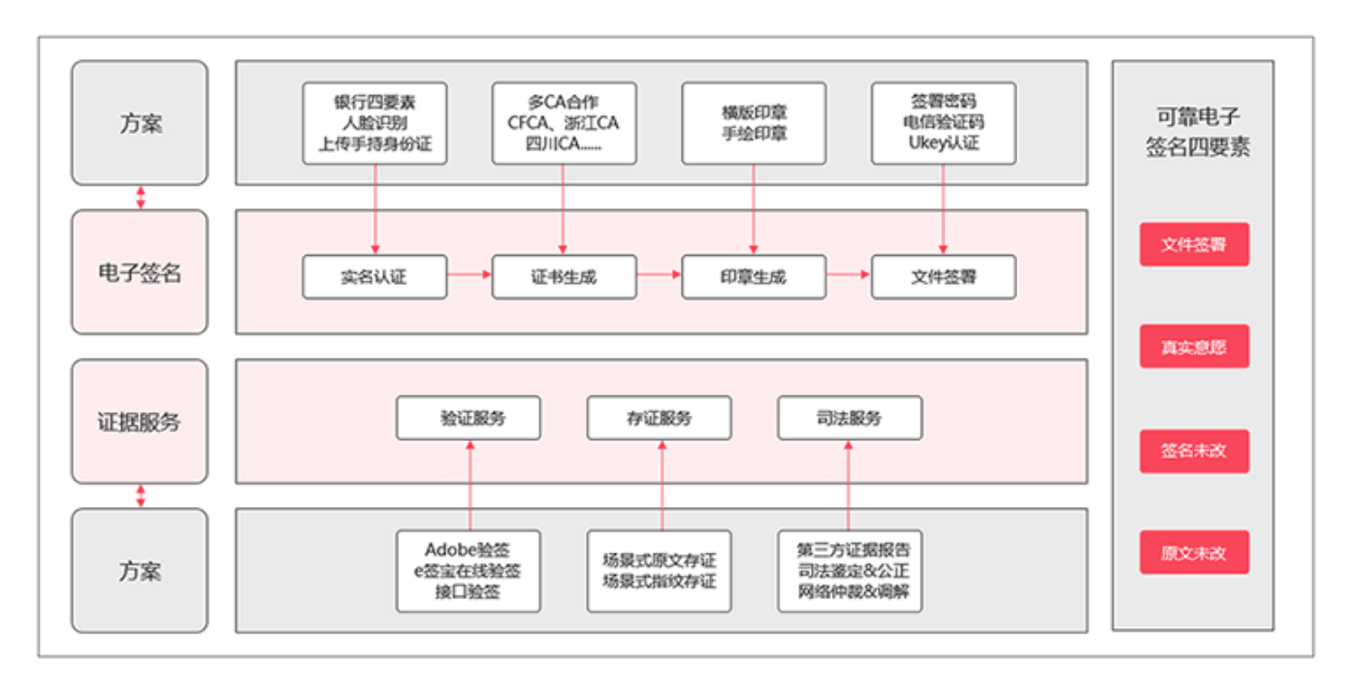 方案
银行四要素
人脸识别
上传手持身份证
多CA合作
CFCA、浙江CA
四川CA......
横版印章
手绘印章
签署密码
电信验证码
Ukey认证
电子签名
实名认证
证书生成
印章生成
文件签署
证据服务
验证服务
存证服务
司法服务
方案
Adobe验签
e签宝在线验签
接口验签
场景式原文存证
场景式指纹存证
第三方证据报告
司法鉴定&公正
网络仲裁&调解
可靠电子
签名四要素
文件签署
真实意愿
签名未改
原文未改